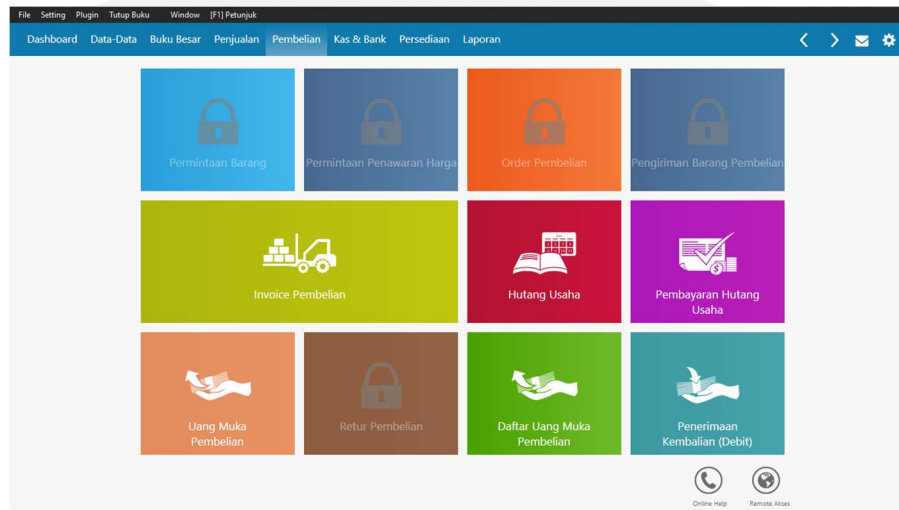 File Setting Plugin Tutup Buku Window [F1] Petunjuk
Dashboard Data-Data Buku Besar Penjualan Pembelian Kas & Bank Persediaan Laporan
Permintaan Barang
Permintaan Penawaran Harga
Order Pembelian
Pengiriman Barang Pembelian
Invoice Pembelian
Hutang Usaha
Pembayaran Hutang
Usaha
Uang Muka
Pembelian
Retur Pembelian
Daftar Uang Muka
Pembelian
Penerimaan
Kembalian (Debit)
Online Help
Remote Akses